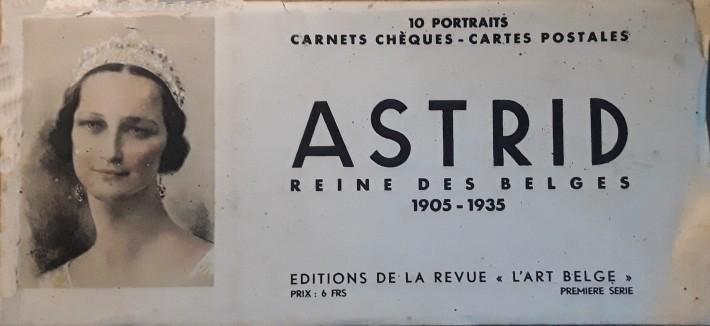 10 PORTRAITS
CARNETS CHÈQUES - CARTES POSTALES
ASTRID
REINE DES BELGES
1905 - 1935
EDITIONS DE LA REVUE « L'ART BELGE »
PRIX : 6 FRS PREMIERE SERIE